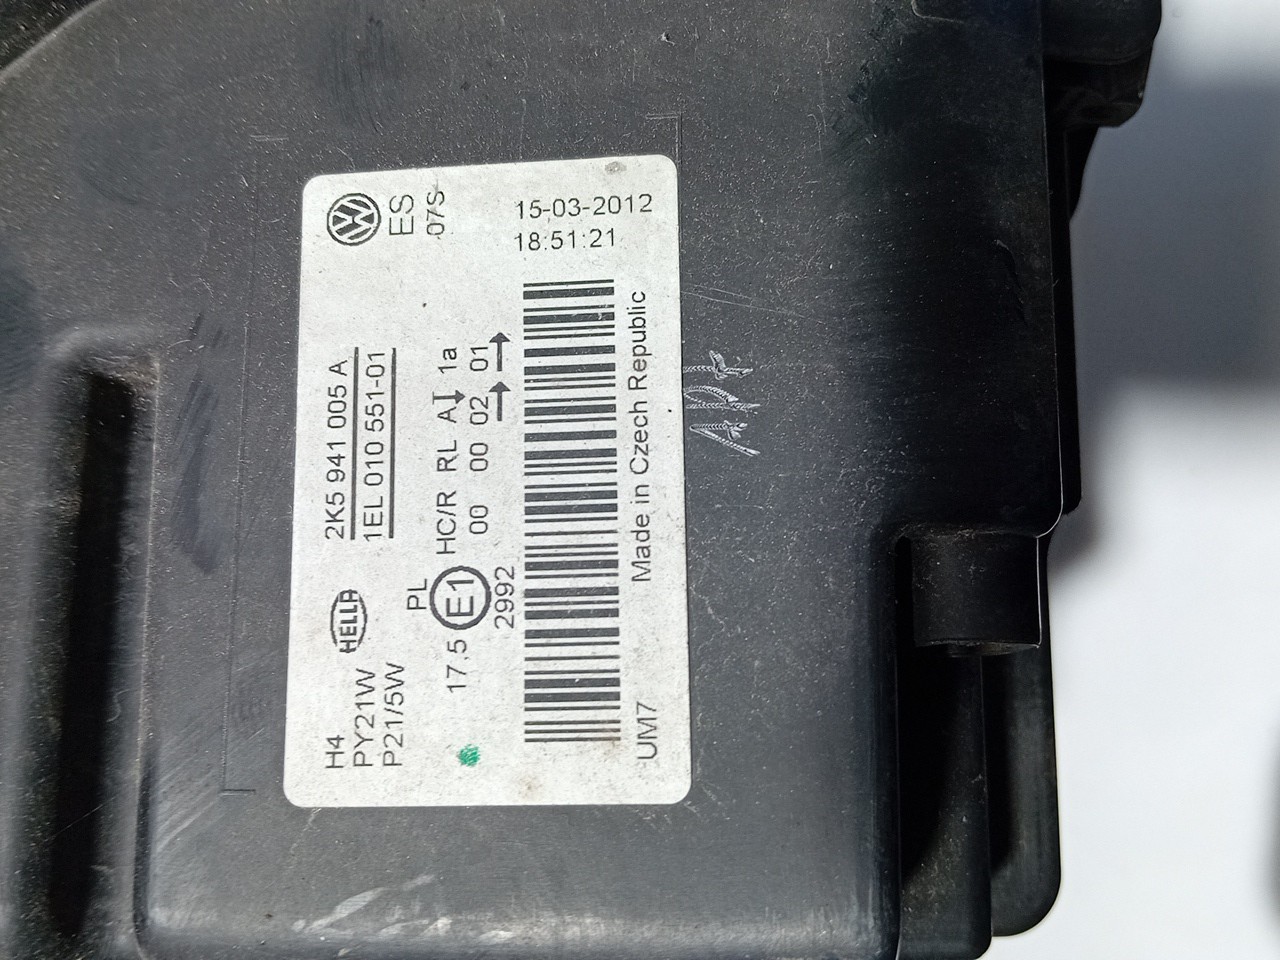 H4
PY21W
P21/5W
HELLA
2K5 941 005 A
1EL 010 551-01
ES
07S
PL
17.5 E1 HC/R RL A 1a
2992
00 00 02 01
15-03-2012
18:51:21
UM7
Made in Czech Republic